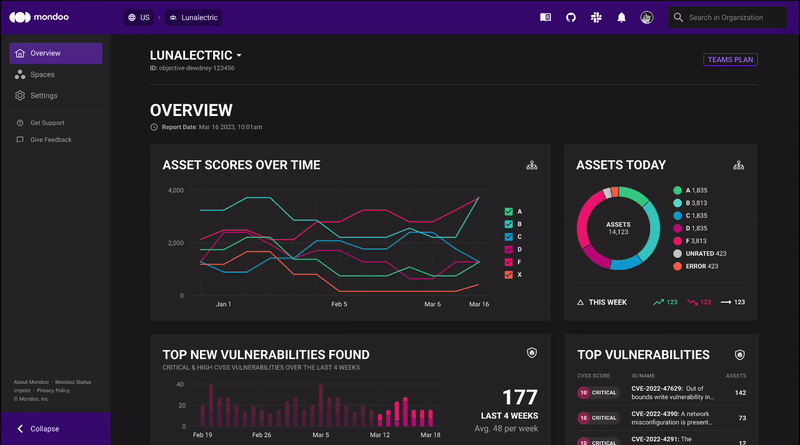 mondoo
US
Lunalectric
Search in Organization
Overview
Spaces
Settings
Get Support
Give Feedback
LUNALECTRIC
ID: objective-dewdney-123456
TEAMS PLAN
OVERVIEW
Report Date: Mar 16 2023, 10:01am
ASSET SCORES OVER TIME
4,000
2,000
0
Jan 1
Feb 5
Mar 6
Mar 16
A
B
C
D
F
X
ASSETS TODAY
ASSETS
14,123
A 1,835
B 3,813
C 1,835
D 1,835
F 3,813
UNRATED 423
ERROR 423
THIS WEEK
123
123
123
TOP NEW VULNERABILITIES FOUND
CRITICAL & HIGH CVSS VULNERABILITIES OVER THE LAST 4 WEEKS
40
20
0
Feb 19
Feb 26
Mar 5
Mar 12
Mar 18
177
LAST 4 WEEKS
Avg. 48 per week
TOP VULNERABILITIES
CVSS SCORE
ID/NAME
ASSETS
10 CRITICAL
CVE-2022-47629: Out of
bounds write vulnerability in...
142
10 CRITICAL
CVE-2022-4390: A network
misconfiguration is present...
73
10 CRITICAL
CVE-2022-4291: The
12
About Mondoo · Mondoo Status ·
Imprint · Privacy Policy
© Mondoo, Inc
Collapse